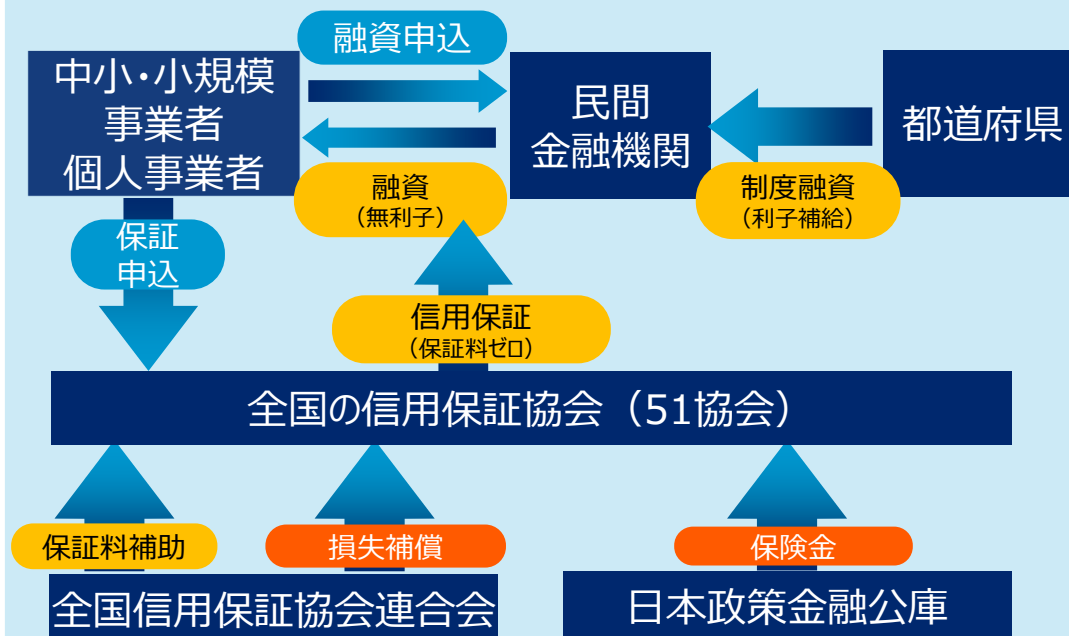 融資申込
中小・小規模
事業者
個人事業者
民間
金融機関
都道府県
融資
（無利子）
制度融資
（利子補給）
保証
申込
信用保証
（保証料ゼロ）
全国の信用保証協会（51協会）
保証料補助
損失補償
保険金
全国信用保証協会連合会
日本政策金融公庫